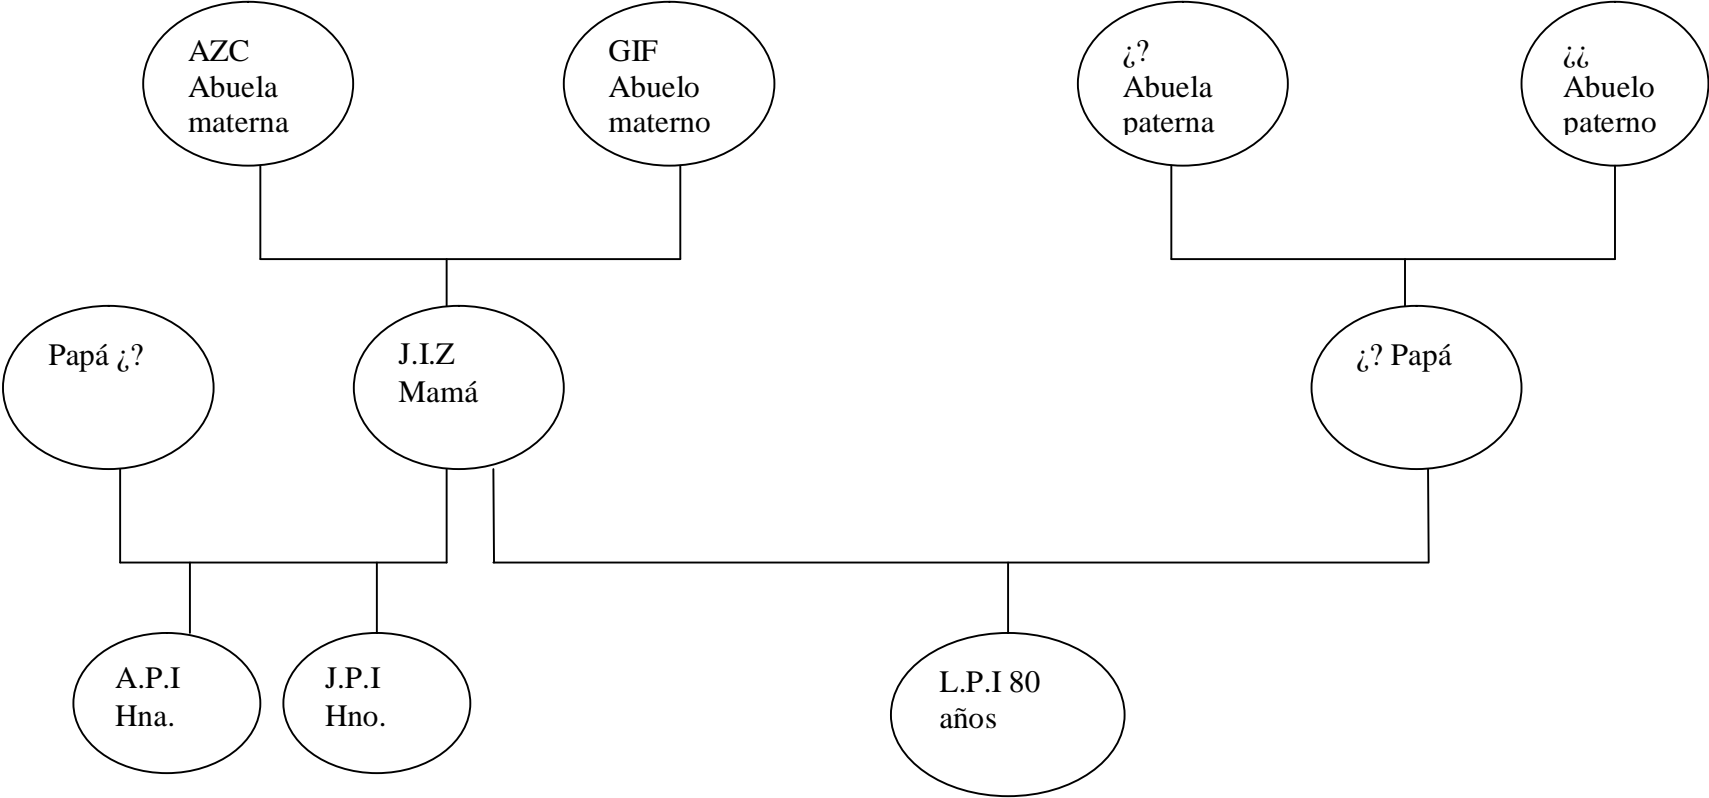 AZC
Abuela
materna
GIF
Abuelo
materno
¿?
Abuela
paterna
¿¿
Abuelo
paterno
Papá ¿?
J.I.Z
Mamá
¿? Papá
A.P.I
Hna.
J.P.I
Hno.
L.P.I 80
años